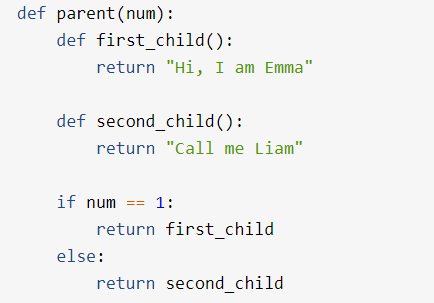 def parent(num):
    def first_child():
        return "Hi, I am Emma"

    def second_child():
        return "Call me Liam"

    if num == 1:
        return first_child
    else:
        return second_child